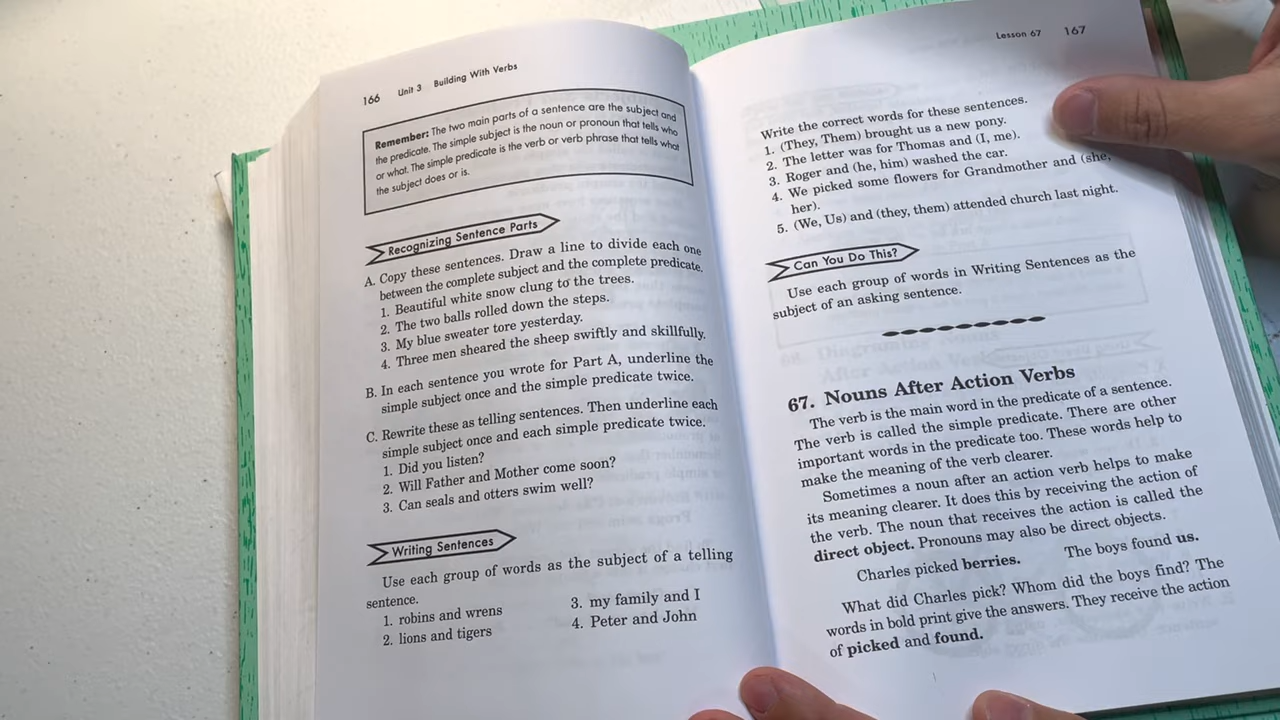 166 Unit 3 Building With Verbs
Remember: The two main parts of a sentence are the subject and
the predicate. The simple subject is the noun or pronoun that tells who
or what. The simple predicate is the verb or verb phrase that tells what
the subject does or is.
Recognizing Sentence Parts
A. Copy these sentences. Draw a line to divide each one
between the complete subject and the complete predicate.
1. Beautiful white snow clung to the trees.
2. The two balls rolled down the steps.
3. My blue sweater tore yesterday.
4. Three men sheared the sheep swiftly and skillfully.
B. In each sentence you wrote for Part A, underline the
simple subject once and the simple predicate twice.
C. Rewrite these as telling sentences. Then underline each
simple subject once and each simple predicate twice.
1. Did you listen?
2. Will Father and Mother come soon?
3. Can seals and otters swim well?
Writing Sentences
Use each group of words as the subject of a telling
sentence.
1. robins and wrens
2. lions and tigers
3. my family and I
4. Peter and John
Lesson 67 167
Write the correct words for these sentences.
1. (They, Them) brought us a new pony.
2. The letter was for Thomas and (I, me).
3. Roger and (he, him) washed the car.
4. We picked some flowers for Grandmother and (she,
her).
5. (We, Us) and (they, them) attended church last night.
Can You Do This?
Use each group of words in Writing Sentences as the
subject of an asking sentence.
67. Nouns After Action Verbs
The verb is the main word in the predicate of a sentence.
The verb is called the simple predicate. There are other
important words in the predicate too. These words help to
make the meaning of the verb clearer.
Sometimes a noun after an action verb helps to make
its meaning clearer. It does this by receiving the action of
the verb. The noun that receives the action is called the
direct object. Pronouns may also be direct objects.
Charles picked berries. The boys found us.
What did Charles pick? Whom did the boys find? The
words in bold print give the answers. They receive the action
of picked and found.